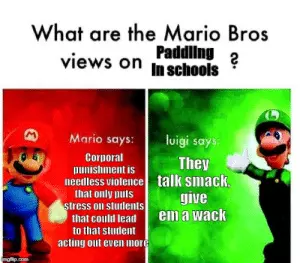 What are the Mario Bros
views on Paddling
In schools ?
Mario says:
Corporal
punishment is
needless violence
that only puts
stress on students
that could lead
to that student
acting out even more
luigi says:
They
talk smack,
give
em a wack
imgflip.com